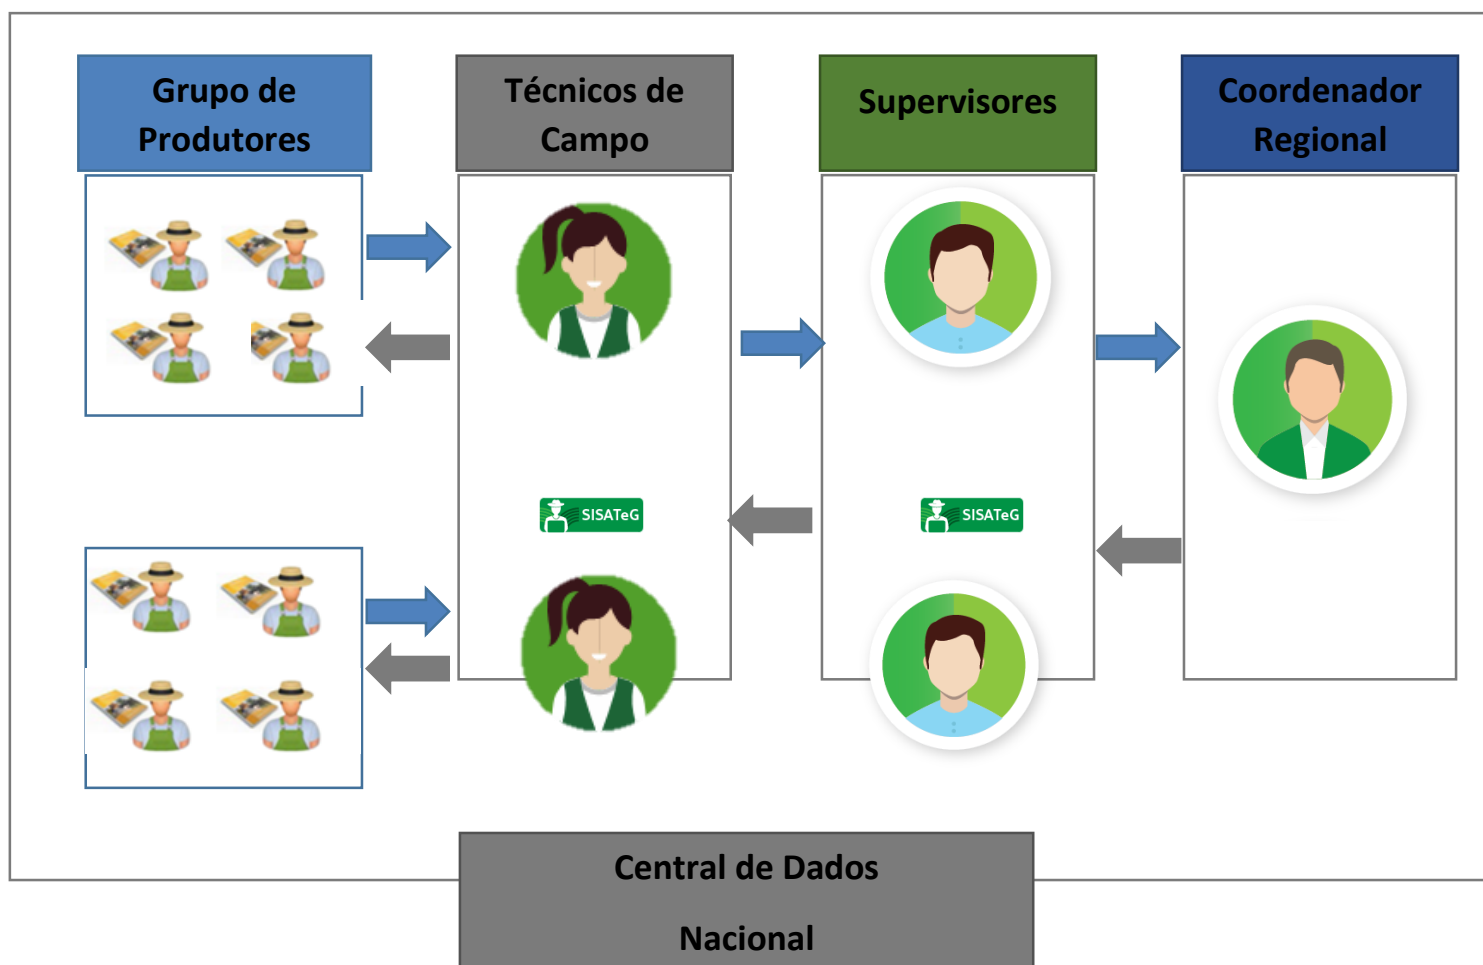 Grupo de
Produtores
Técnicos de
Campo
Supervisores
Coordenador
Regional
SISATeG
SISATeG
Central de Dados
Nacional